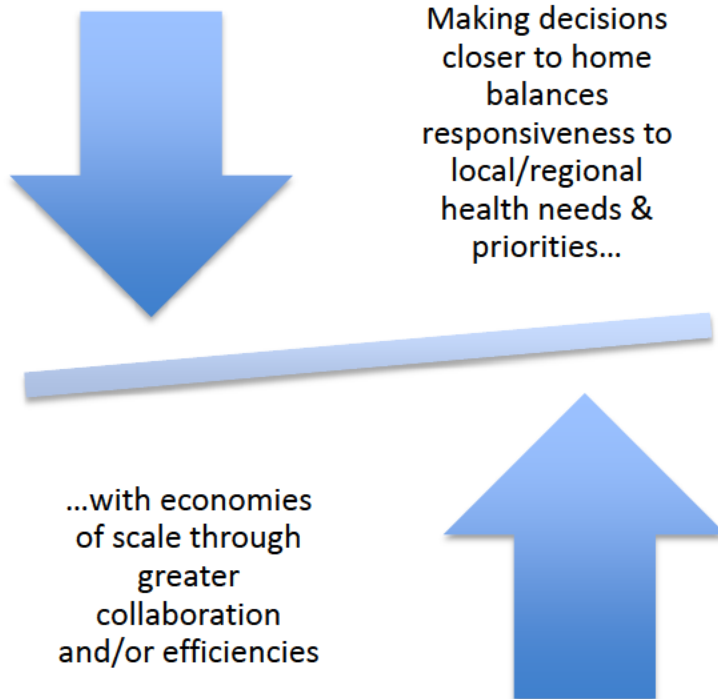 Making decisions
closer to home
balances
responsiveness to
local/regional
health needs &
priorities…
…with economies
of scale through
greater
collaboration
and/or efficiencies